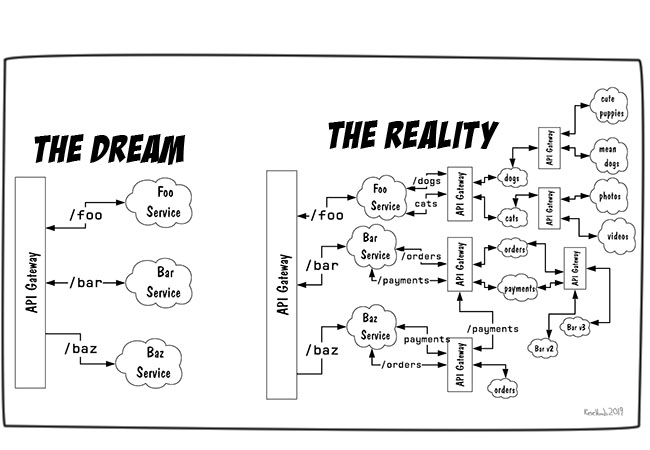 THE DREAM
API Gateway
/foo
Foo
Service
/bar
Bar
Service
/baz
Baz
Service
THE REALITY
API Gateway
/foo
Foo
Service
/dogs
cats
API Gateway
dogs
cats
API Gateway
cute
puppies
mean
dogs
API Gateway
photos
videos
/bar
Bar
Service
/orders
/payments
API Gateway
orders
payments
API Gateway
Bar v3
Bar v2
/payments
/baz
Baz
Service
payments
/orders
API Gateway
orders